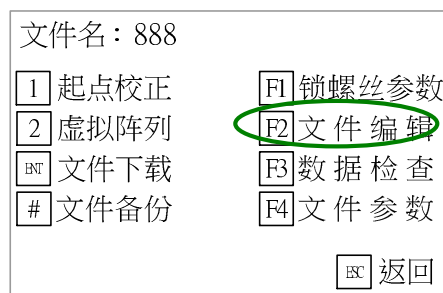 文件名：888
1 起点校正 F1 锁螺丝参数
2 虚拟阵列 F2 文件编辑
ENT 文件下载 F3 数据检查
# 文件备份 F4 文件参数
ESC 返回